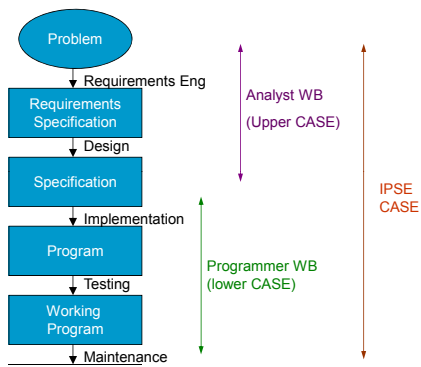 Problem
Requirements Eng
Requirements
Specification
Design
Specification
Implementation
Program
Testing
Working
Program
Maintenance
Analyst WB
(Upper CASE)
Programmer WB
(lower CASE)
IPSE
CASE